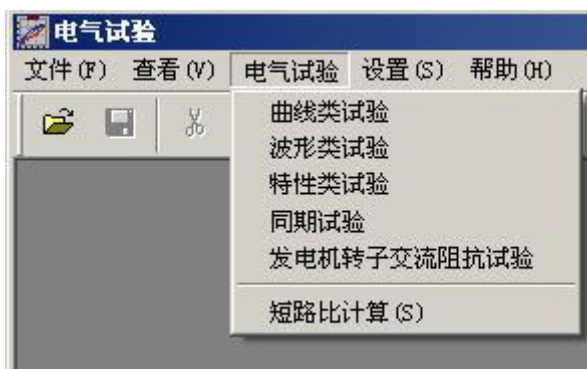 电气试验
文件(F) 查看(V) 电气试验 设置(S) 帮助(H)
曲线类试验
波形类试验
特性类试验
同期试验
发电机转子交流阻抗试验
短路比计算(S)